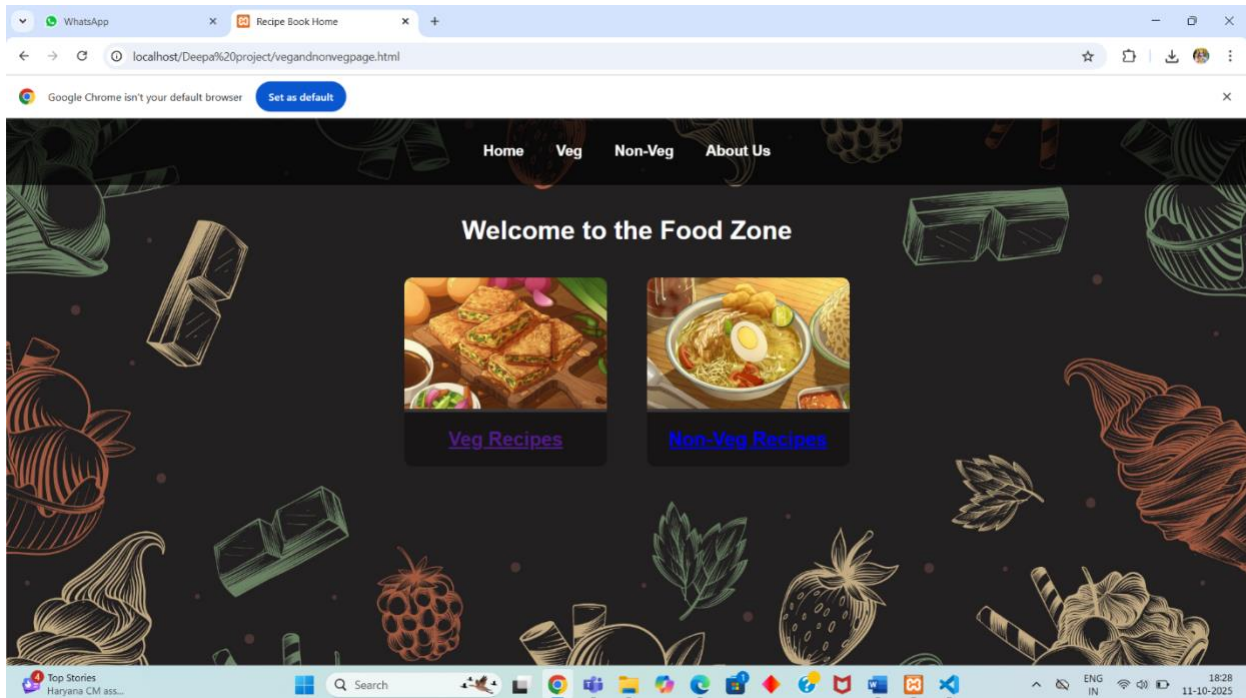 WhatsApp
Recipe Book Home
localhost/Deepa%20project/vegandnonvegpage.html
Google Chrome isn't your default browser Set as default
Home Veg Non-Veg About Us
Welcome to the Food Zone
Veg Recipes Non-Veg Recipes
4 Top Stories
Haryana CM ass...
Search
ENG
IN
18:28
11-10-2025